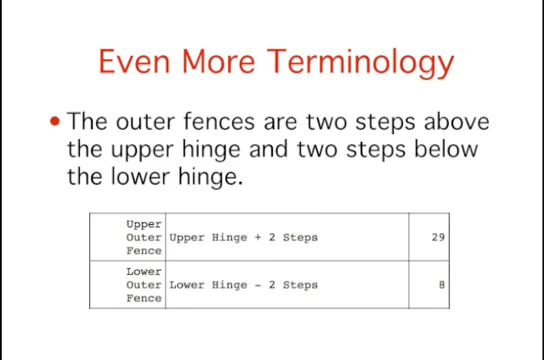 Even More Terminology
• The outer fences are two steps above
the upper hinge and two steps below
the lower hinge.
Upper
Outer Upper Hinge + 2 Steps 29
Fence
Lower
Outer Lower Hinge - 2 Steps 8
Fence